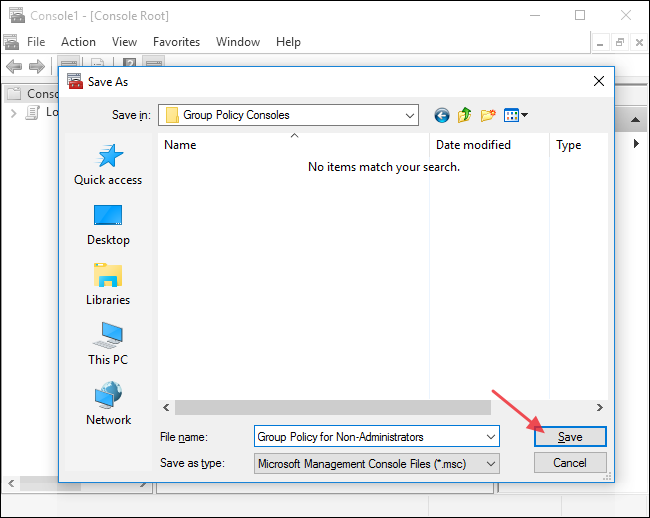 Console1 - [Console Root]
File Action View Favorites Window Help
Conso
Lo
Save As
Save in: Group Policy Consoles
Name Date modified Type
No items match your search.
Quick access
Desktop
Libraries
This PC
Network
File name: Group Policy for Non-Administrators Save
Save as type: Microsoft Management Console Files (*.msc) Cancel